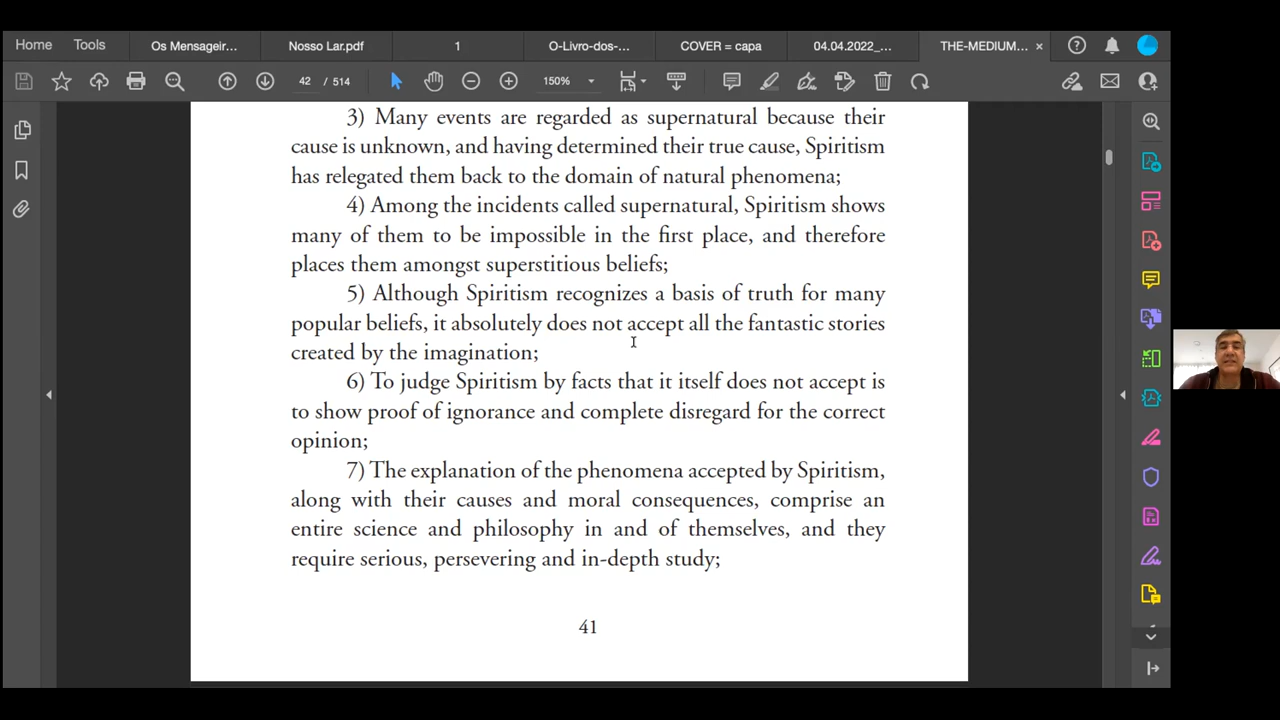 Home Tools Os Mensageir... Nosso Lar.pdf 1 O-Livro-dos-... COVER = capa 04.04.2022_... THE-MEDIUM... ×
42 / 514 150%
3) Many events are regarded as supernatural because their
cause is unknown, and having determined their true cause, Spiritism
has relegated them back to the domain of natural phenomena;
4) Among the incidents called supernatural, Spiritism shows
many of them to be impossible in the first place, and therefore
places them amongst superstitious beliefs;
5) Although Spiritism recognizes a basis of truth for many
popular beliefs, it absolutely does not accept all the fantastic stories
created by the imagination;
6) To judge Spiritism by facts that it itself does not accept is
to show proof of ignorance and complete disregard for the correct
opinion;
7) The explanation of the phenomena accepted by Spiritism,
along with their causes and moral consequences, comprise an
entire science and philosophy in and of themselves, and they
require serious, persevering and in-depth study;
41